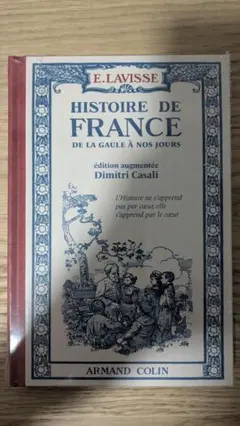 E. LAVISSE
HISTOIRE DE
FRANCE
DE LA GAULE À NOS JOURS
édition augmentée
Dimitri Casali
L'Histoire ne s'apprend
pas par cœur, elle
s'apprend par le cœur
ARMAND COLIN